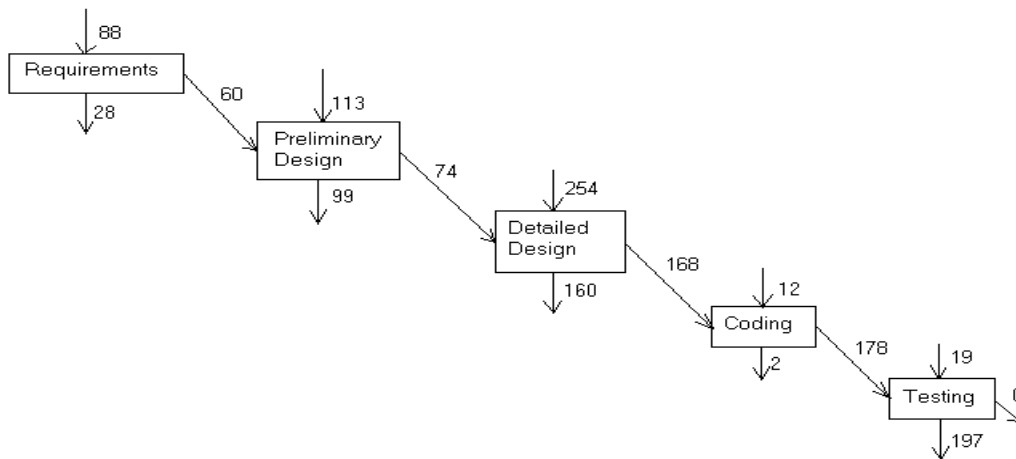 88
Requirements
28
60
113
Preliminary
Design
99
74
254
Detailed
Design
160
168
12
Coding
2
178
19
Testing
197